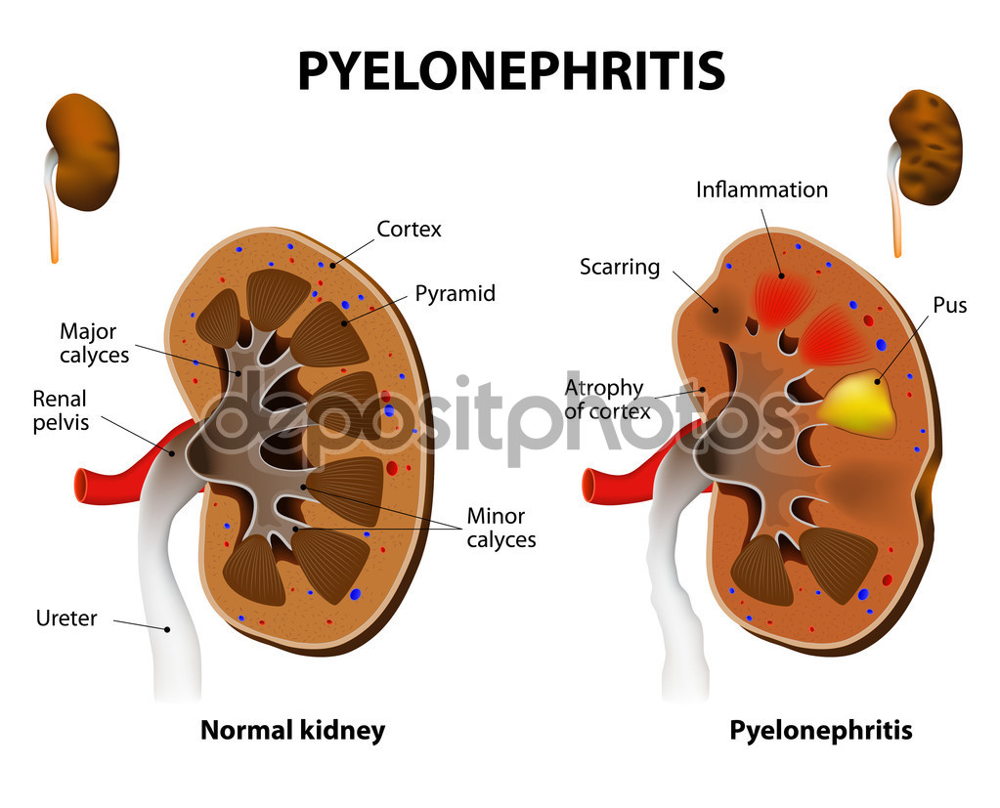 PYELONEPHRITIS
Cortex
Pyramid
Major
calyces
Renal
pelvis
Minor
calyces
Ureter
Normal kidney
Inflammation
Scarring
Pus
Atrophy
of cortex
Pyelonephritis
depositphotos